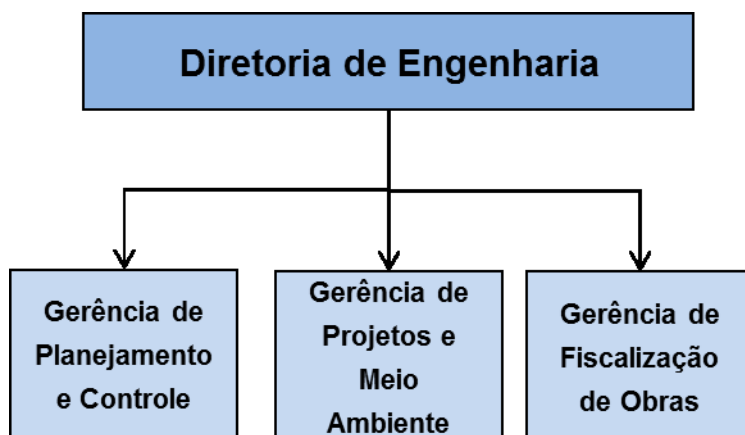 Diretoria de Engenharia
Gerência de
Planejamento
e Controle
Gerência de
Projetos e
Meio
Ambiente
Gerência de
Fiscalização
de Obras